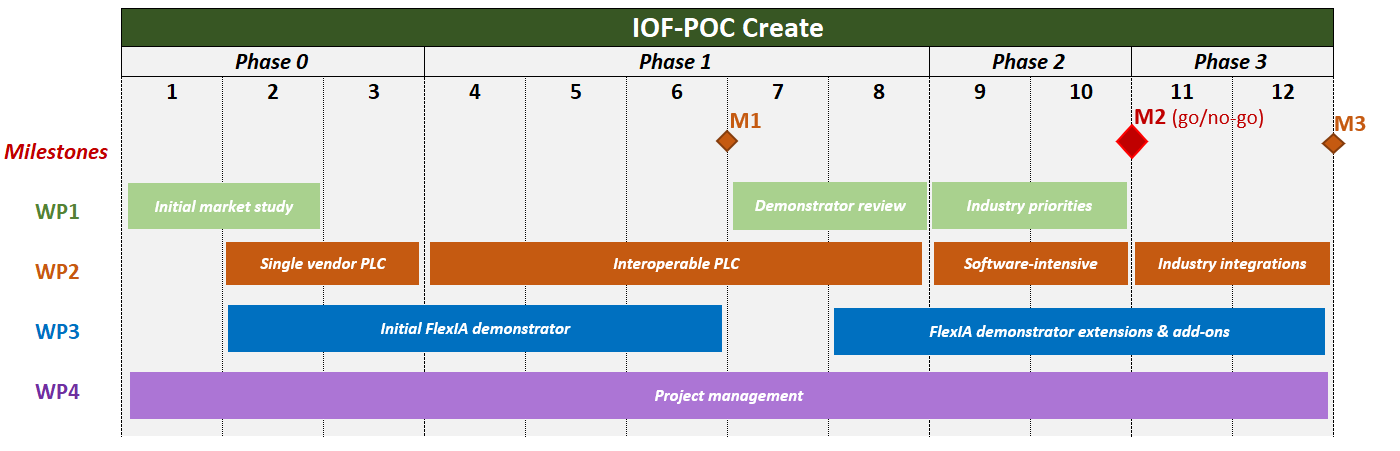 IOF-POC Create
Phase 0 Phase 1 Phase 2 Phase 3
1 2 3 4 5 6 7 8 9 10 11 12
M1 M2 (go/no-go) M3
Milestones
WP1 Initial market study Demonstrator review Industry priorities
WP2 Single vendor PLC Interoperable PLC Software-intensive Industry integrations
WP3 Initial FlexIA demonstrator FlexIA demonstrator extensions & add-ons
WP4 Project management